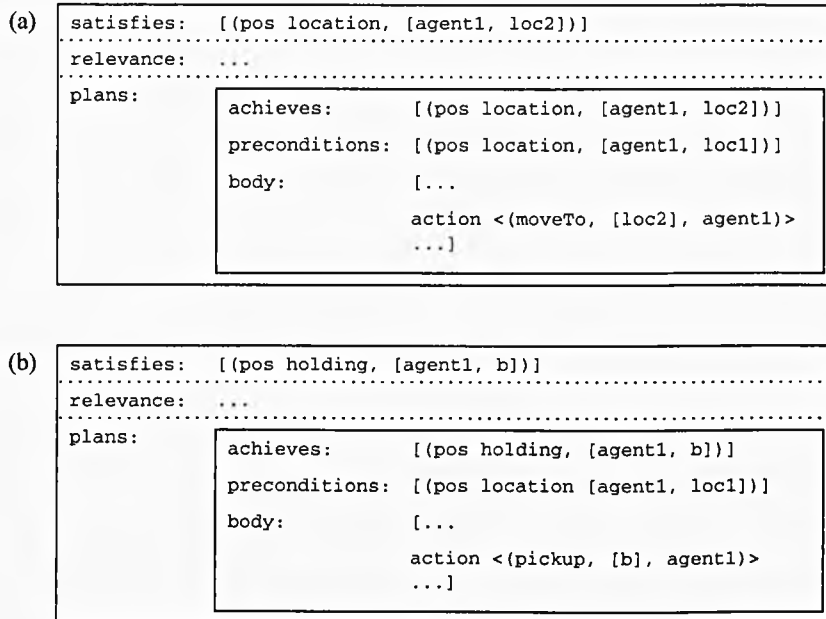 (a)
satisfies: [(pos location, [agent1, loc2])]
relevance: ...
plans:
achieves: [(pos location, [agent1, loc2])]
preconditions: [(pos location, [agent1, loc1])]
body: [...
action <(moveTo, [loc2], agent1)>
...]
(b)
satisfies: [(pos holding, [agent1, b])]
relevance: ...
plans:
achieves: [(pos holding, [agent1, b])]
preconditions: [(pos location [agent1, loc1])]
body: [...
action <(pickup, [b], agent1)>
...]